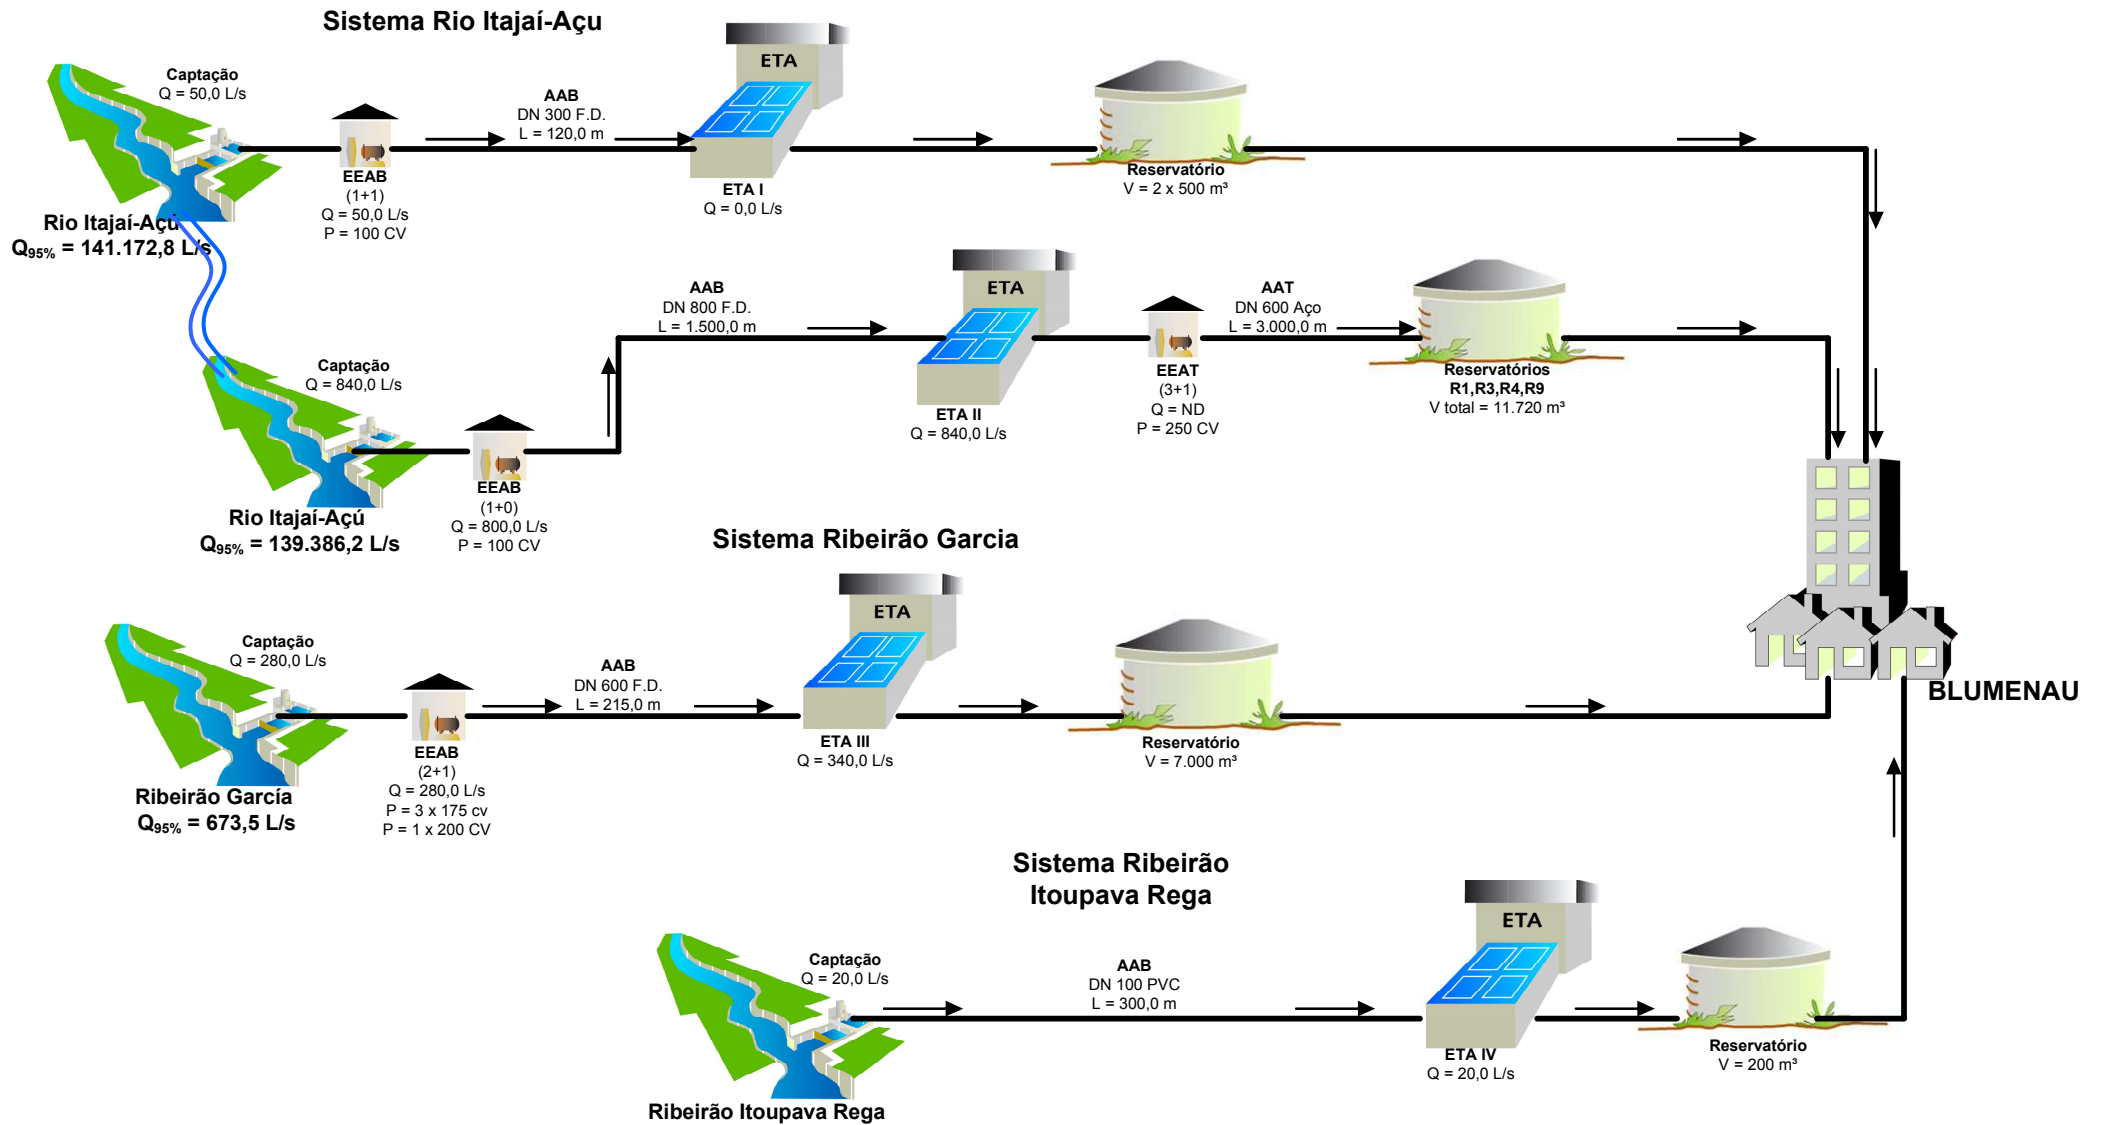 Sistema Rio Itajaí-Açu
Captação
Q = 50,0 L/s
EEAB
(1+1)
Q = 50,0 L/s
P = 100 CV
AAB
DN 300 F.D.
L = 120,0 m
ETA
ETA I
Q = 0,0 L/s
Reservatório
V = 2 x 500 m³
Rio Itajaí-Açú
Q95% = 141.172,8 L/s
Captação
Q = 840,0 L/s
EEAB
(1+0)
Q = 800,0 L/s
P = 100 CV
AAB
DN 800 F.D.
L = 1.500,0 m
ETA
ETA II
Q = 840,0 L/s
EEAT
(3+1)
Q = ND
P = 250 CV
AAT
DN 600 Aço
L = 3.000,0 m
Reservatórios
R1,R3,R4,R9
V total = 11.720 m³
Rio Itajaí-Açú
Q95% = 139.386,2 L/s
Sistema Ribeirão Garcia
Captação
Q = 280,0 L/s
EEAB
(2+1)
Q = 280,0 L/s
P = 3 x 175 cv
P = 1 x 200 CV
AAB
DN 600 F.D.
L = 215,0 m
ETA
ETA III
Q = 340,0 L/s
Reservatório
V = 7.000 m³
Ribeirão García
Q95% = 673,5 L/s
BLUMENAU
Sistema Ribeirão
Itoupava Rega
Captação
Q = 20,0 L/s
AAB
DN 100 PVC
L = 300,0 m
ETA
ETA IV
Q = 20,0 L/s
Reservatório
V = 200 m³
Ribeirão Itoupava Rega